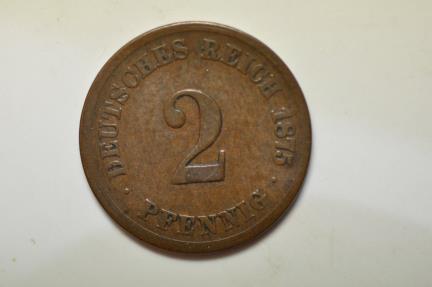 DEUTSCHES REICH 1875
2
· PFENNIG ·